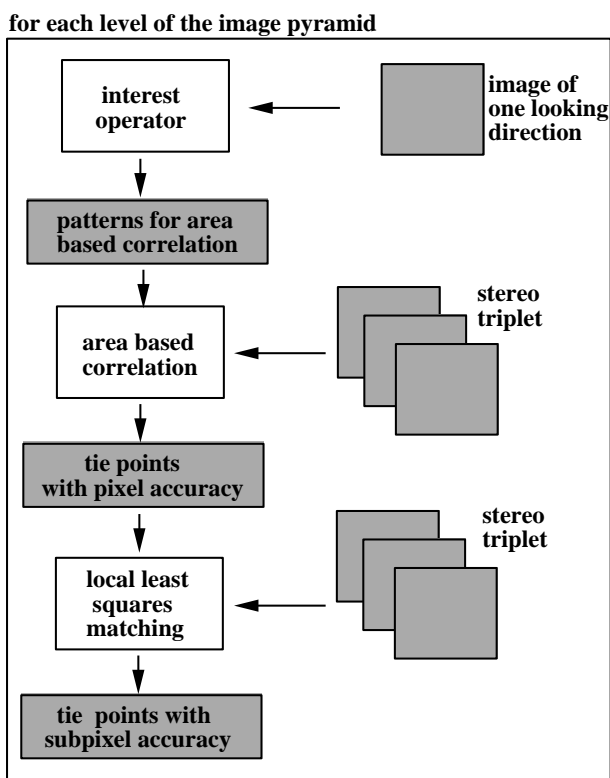 for each level of the image pyramid
interest
operator
image of
one looking
direction
patterns for area
based correlation
stereo
triplet
area based
correlation
tie points
with pixel accuracy
stereo
triplet
local least
squares
matching
tie points with
subpixel accuracy